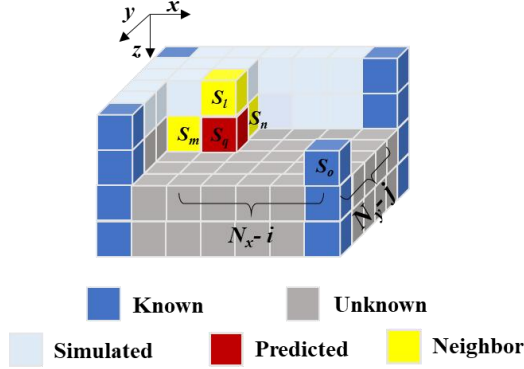 y x
z
S_l
S_m S_q S_n
S_o
N_x - i
N_y - j
Known Unknown
Simulated Predicted Neighbor